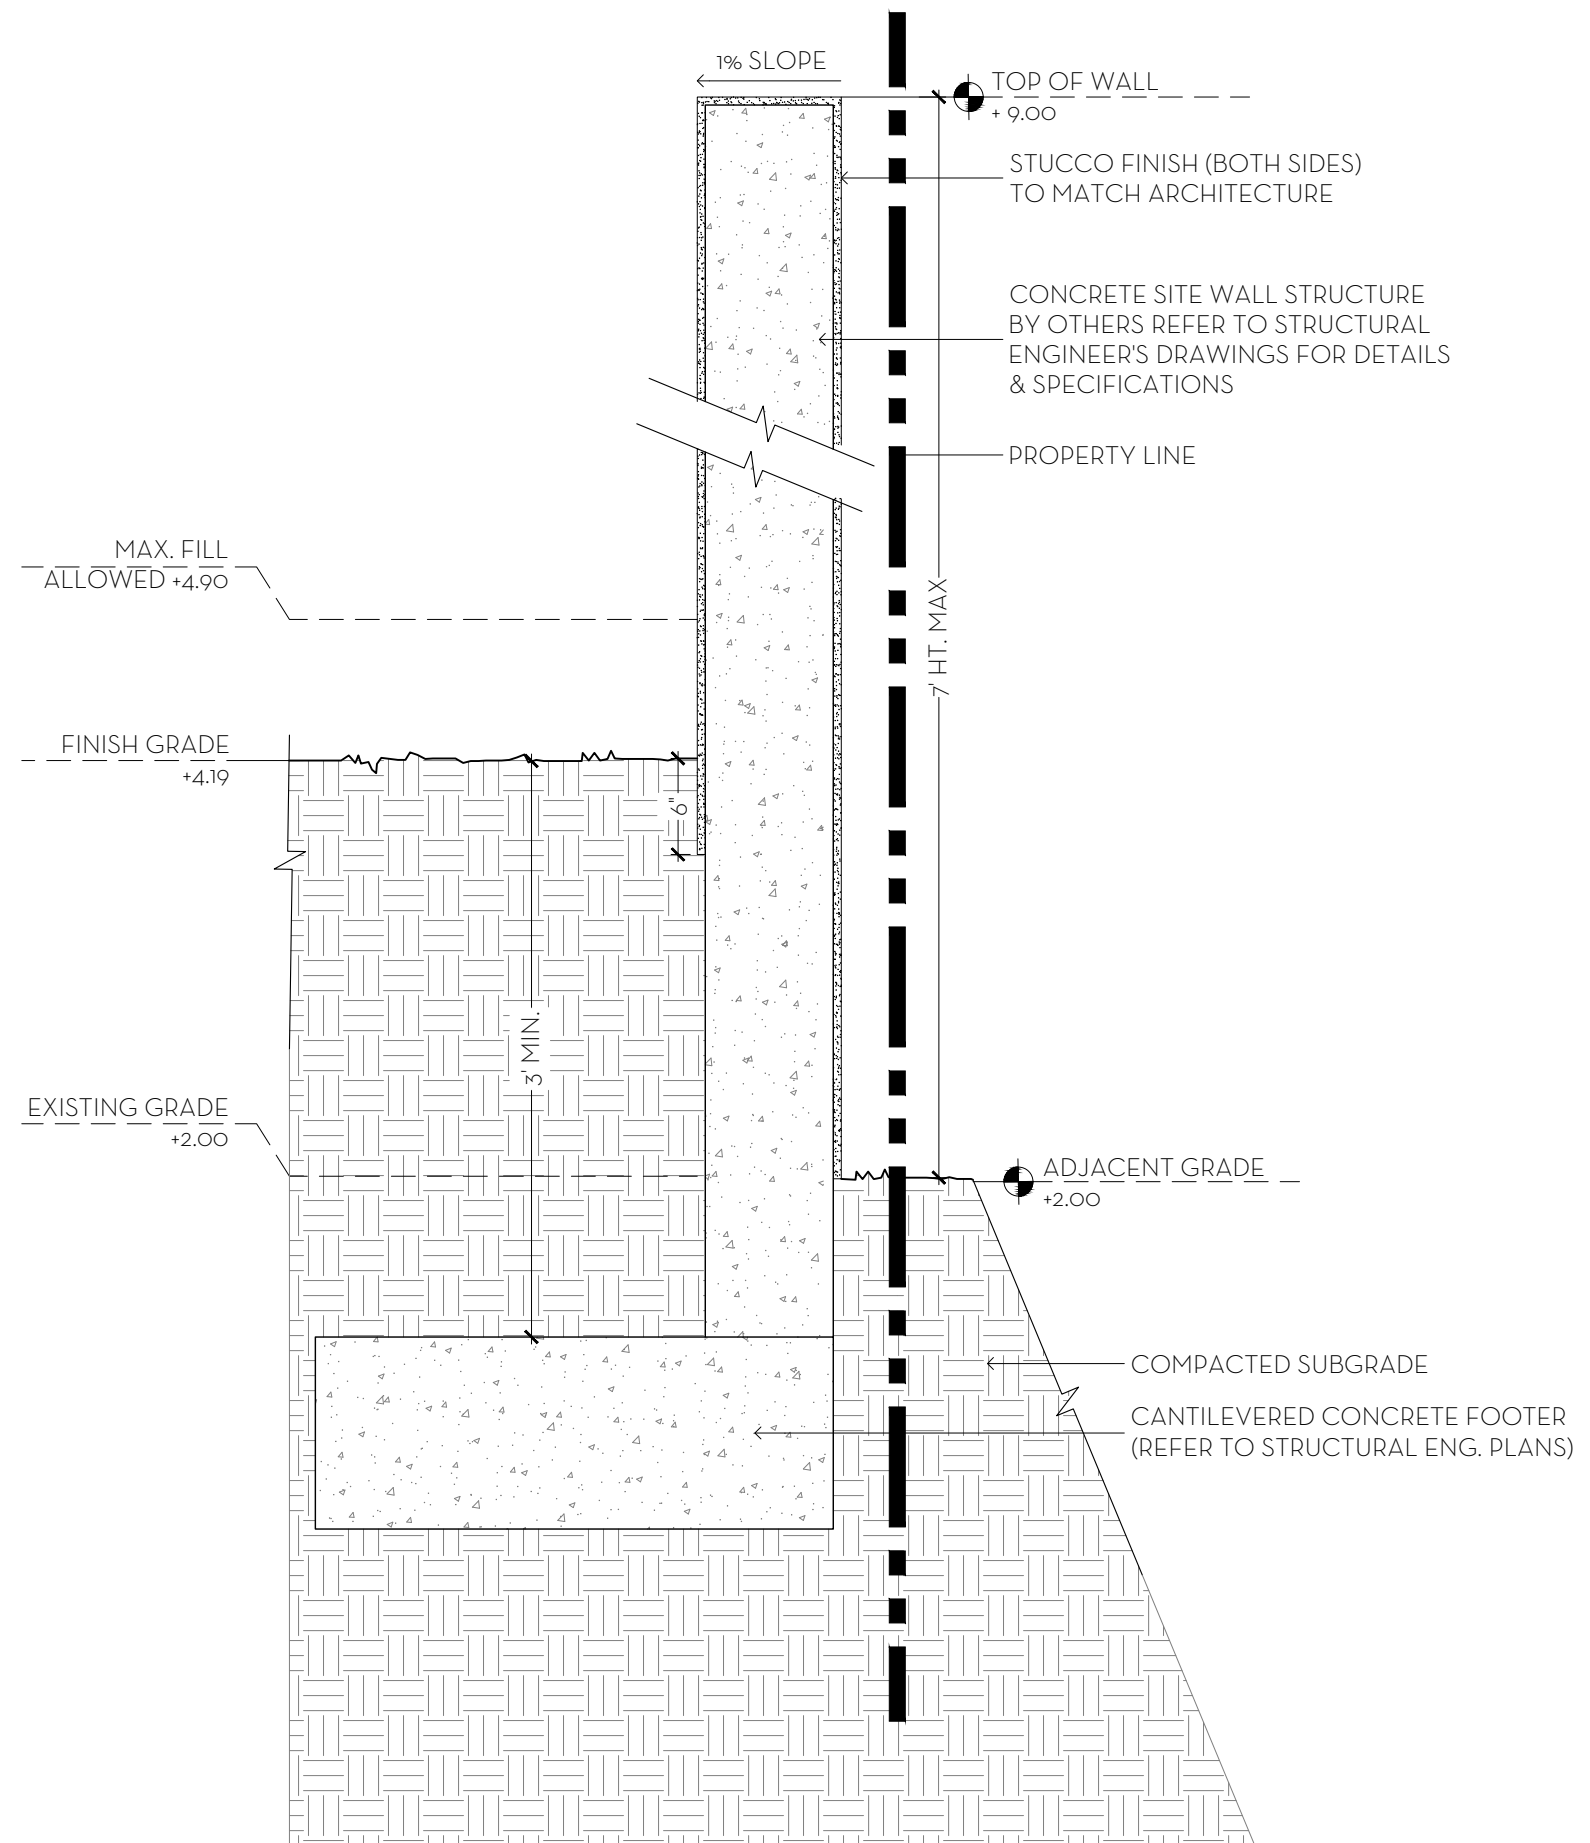 1% SLOPE
TOP OF WALL
+ 9.00
STUCCO FINISH (BOTH SIDES)
TO MATCH ARCHITECTURE
CONCRETE SITE WALL STRUCTURE
BY OTHERS REFER TO STRUCTURAL
ENGINEER'S DRAWINGS FOR DETAILS
& SPECIFICATIONS
PROPERTY LINE
MAX. FILL
ALLOWED +4.90
7' HT. MAX
FINISH GRADE
+4.19
6"
3' MIN.
EXISTING GRADE
+2.00
ADJACENT GRADE
+2.00
COMPACTED SUBGRADE
CANTILEVERED CONCRETE FOOTER
(REFER TO STRUCTURAL ENG. PLANS)